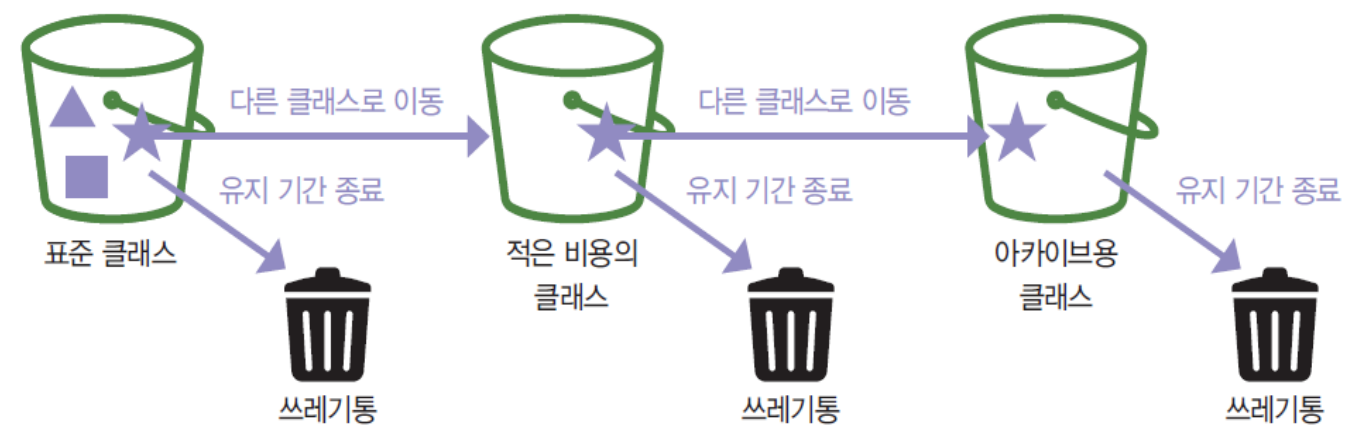 다른 클래스로 이동
다른 클래스로 이동
유지 기간 종료
유지 기간 종료
유지 기간 종료
표준 클래스
적은 비용의
클래스
아카이브용
클래스
쓰레기통
쓰레기통
쓰레기통